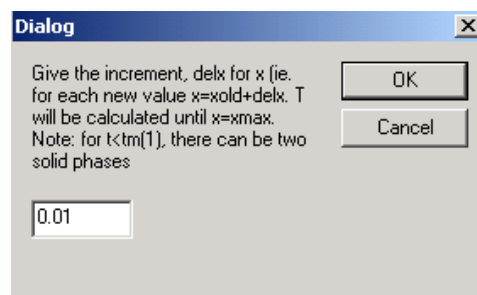 Dialog
Give the increment, delx for x (ie.
for each new value x=xold+delx. T
will be calculated until x=xmax.
Note: for t<tm(1), there can be two
solid phases
OK
Cancel
0.01